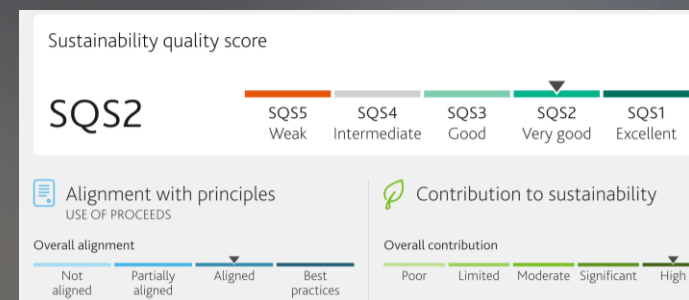 Sustainability quality score
SQS2
SQS5 SQS4 SQS3 SQS2 SQS1
Weak Intermediate Good Very good Excellent
Alignment with principles
USE OF PROCEEDS
Overall alignment
Not aligned Partially aligned Aligned Best practices
Contribution to sustainability
Overall contribution
Poor Limited Moderate Significant High